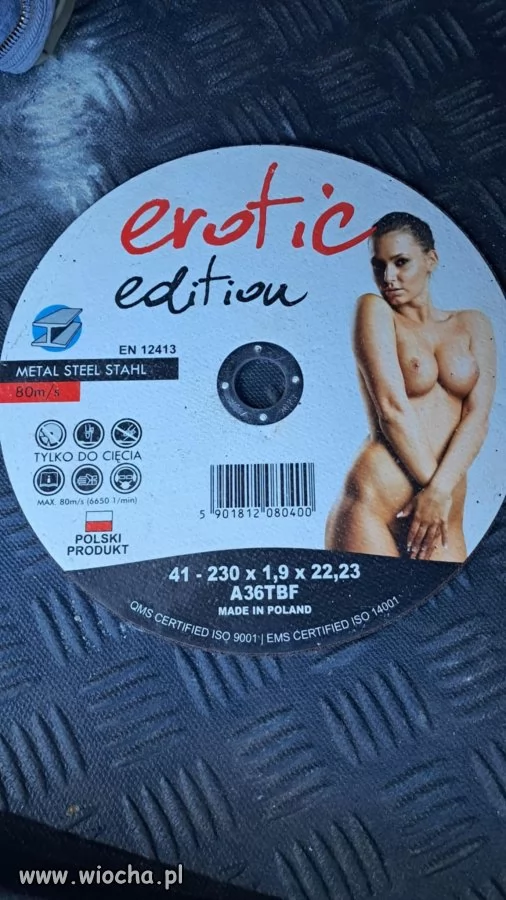 erotic
edition
EN 12413
METAL STEEL STAHL
80m/s
TYLKO DO CIĘCIA
MAX. 80m/s (6650 1/min)
POLSKI
PRODUKT
5 901812 080400
41 - 230 x 1,9 x 22,23
A36TBF
MADE IN POLAND
QMS CERTIFIED ISO 9001 | EMS CERTIFIED ISO 14001
www.wiocha.pl